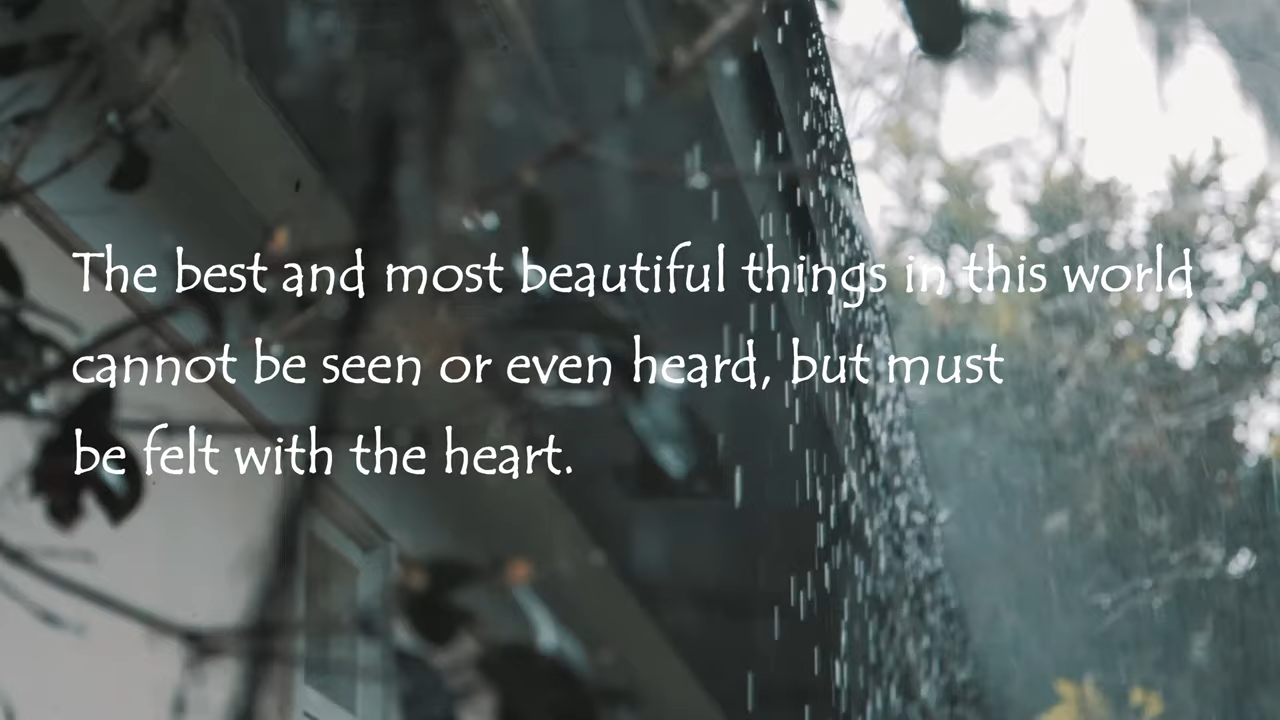 The best and most beautiful things in this world
cannot be seen or even heard, but must
be felt with the heart.